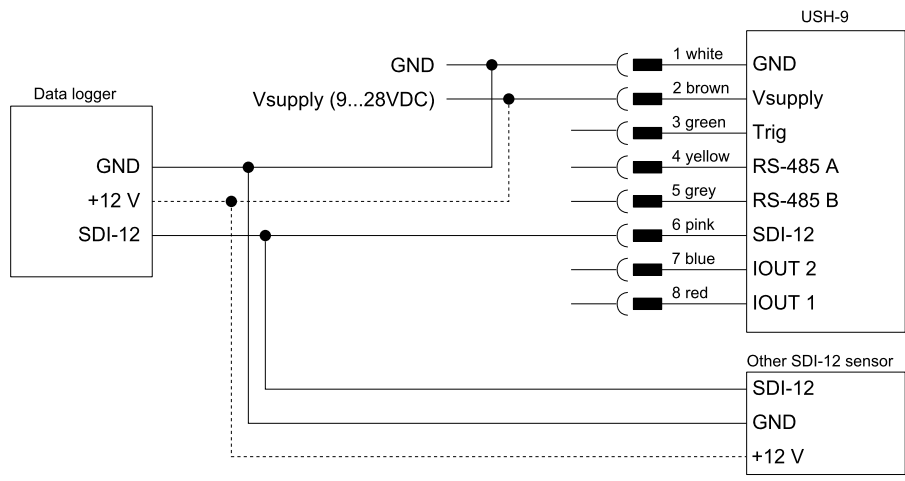 USH-9
GND 1 white GND
Data logger
Vsupply (9...28VDC) 2 brown Vsupply
3 green Trig
GND 4 yellow RS-485 A
+12 V 5 grey RS-485 B
SDI-12 6 pink SDI-12
7 blue IOUT 2
8 red IOUT 1
Other SDI-12 sensor
SDI-12
GND
+12 V